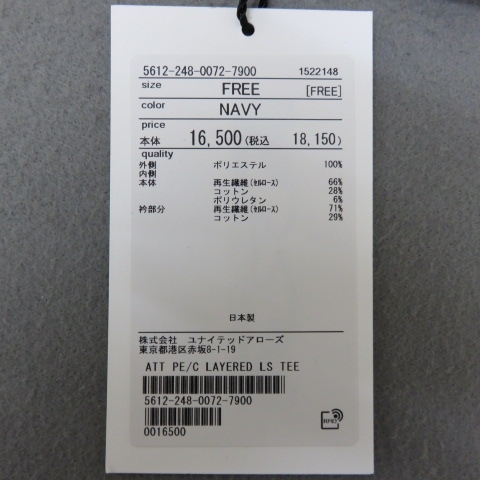 5612-248-0072-7900 1522148
size FREE [FREE]
color NAVY
price
本体 16,500(税込 18,150)
quality
外側 ポリエステル 100%
内側
本体 再生繊維(ｾﾙﾛｰｽ) 66%
コットン 28%
ポリウレタン 6%
衿部分 再生繊維(ｾﾙﾛｰｽ) 71%
コットン 29%
日本製
株式会社 ユナイテッドアローズ
東京都港区赤坂8-1-19
ATT PE/C LAYERED LS TEE
5612-248-0072-7900
0016500
RFID